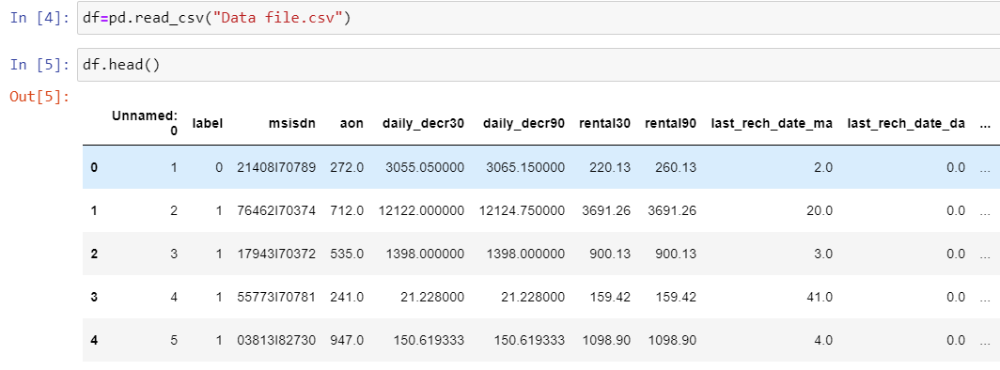 In [4]: df=pd.read_csv("Data file.csv")
In [5]: df.head()
Out[5]:
Unnamed: 0 label msisdn aon daily_decr30 daily_decr90 rental30 rental90 last_rech_date_ma last_rech_date_da ...
0 1 0 21408I70789 272.0 3055.050000 3065.150000 220.13 260.13 2.0 0.0 ...
1 2 1 76462I70374 712.0 12122.000000 12124.750000 3691.26 3691.26 20.0 0.0 ...
2 3 1 17943I70372 535.0 1398.000000 1398.000000 900.13 900.13 3.0 0.0 ...
3 4 1 55773I70781 241.0 21.228000 21.228000 159.42 159.42 41.0 0.0 ...
4 5 1 03813I82730 947.0 150.619333 150.619333 1098.90 1098.90 4.0 0.0 ...